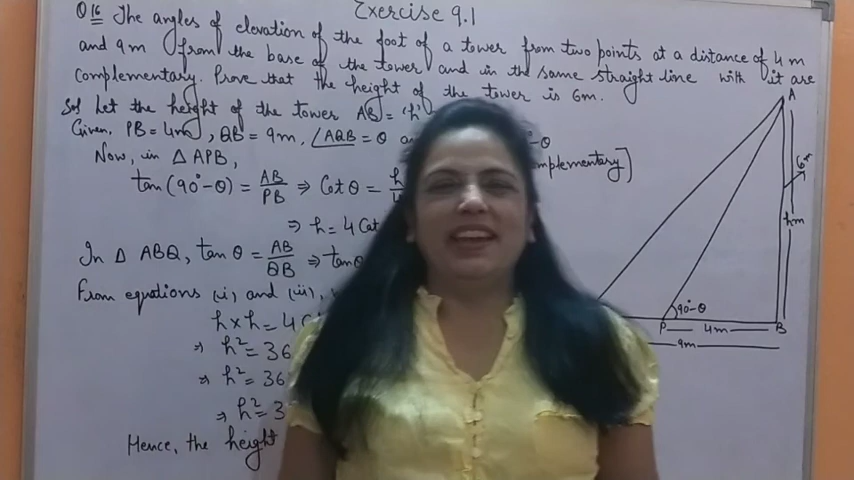 Exercise 9.1
Q16 The angles of elevation of the foot of a tower from two points at a distance of 4 m
and 9m from the base of the tower and in the same straight line with it are
complementary. Prove that the height of the tower is 6m.
Sol Let the height of the tower AB = 'h'
Given, PB = 4m, QB = 9m, ∠AQB = θ
-θ
Now, in △ APB,
complementary]
tan(90°-θ) = AB/PB ⇒ Cot θ = h
⇒ h = 4 Cot
In △ ABQ, tan θ = AB/QB ⇒ tan θ
From equations (ii) and (iii),
h × h = 4
⇒ h² = 36
⇒ h² = 36
⇒ h² = 3
Hence, the height
A
hm
90°-θ
P 4m B
9m